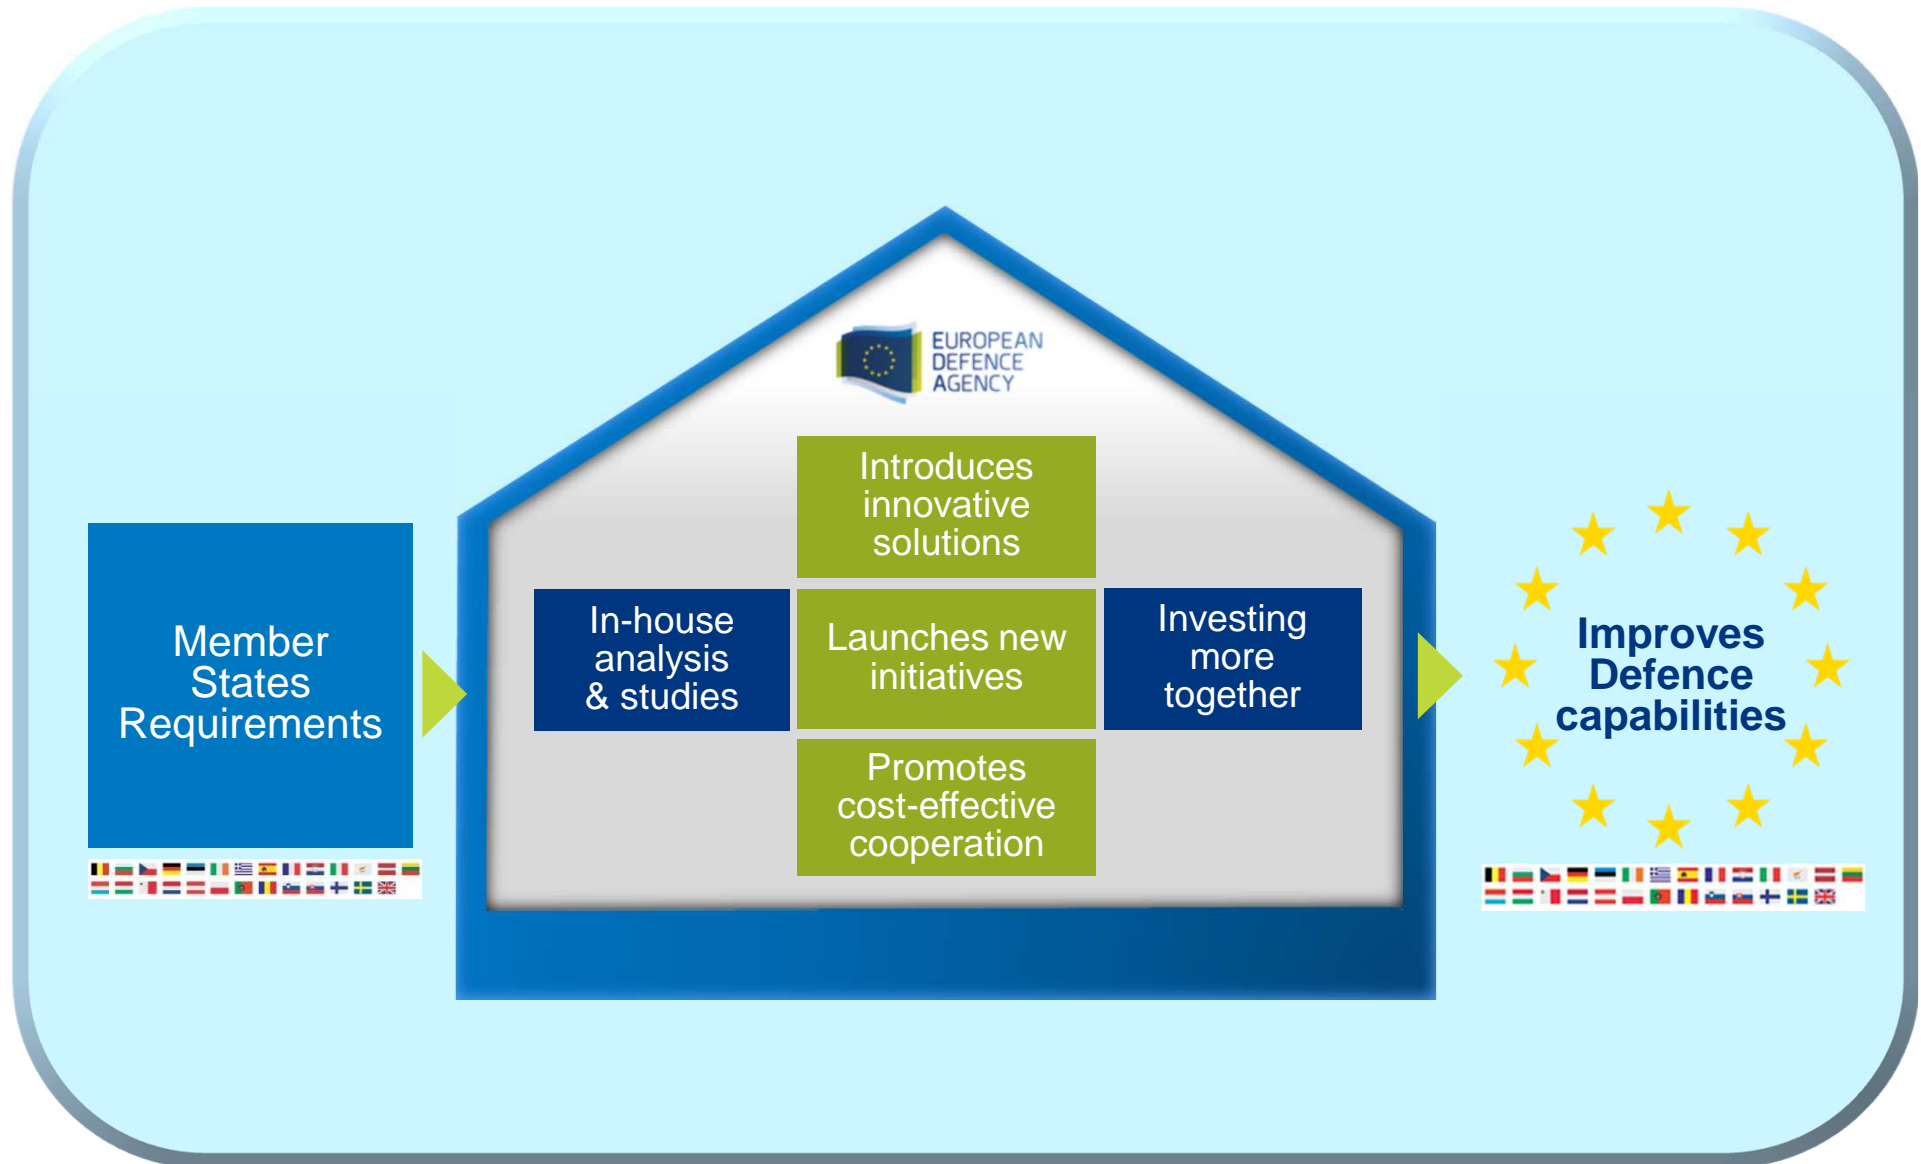 EUROPEAN
DEFENCE
AGENCY
Member
States
Requirements
In-house
analysis
& studies
Introduces
innovative
solutions
Launches new
initiatives
Promotes
cost-effective
cooperation
Investing
more
together
Improves
Defence
capabilities